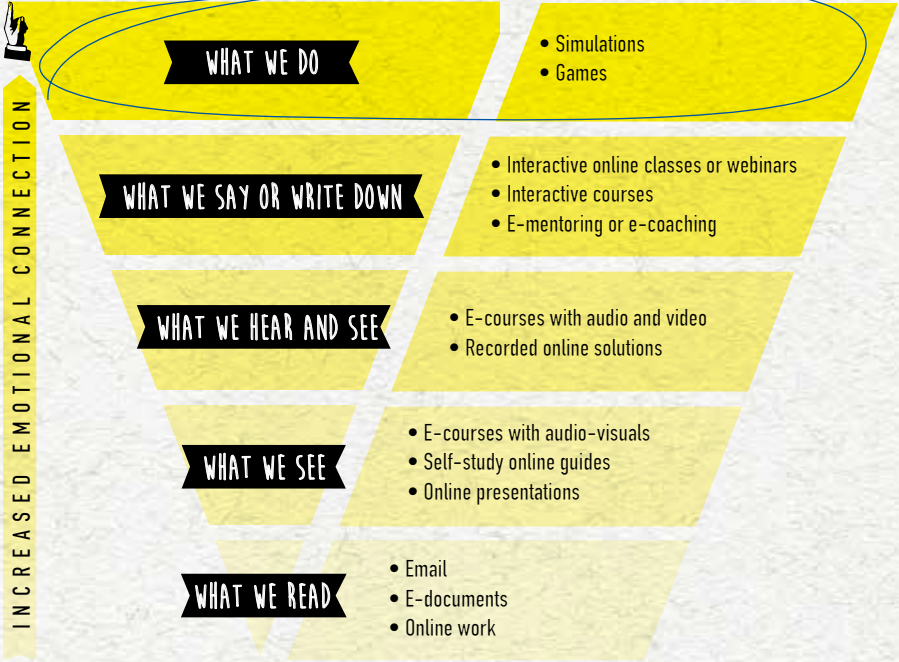 WHAT WE DO
• Simulations
• Games
WHAT WE SAY OR WRITE DOWN
• Interactive online classes or webinars
• Interactive courses
• E-mentoring or e-coaching
WHAT WE HEAR AND SEE
• E-courses with audio and video
• Recorded online solutions
WHAT WE SEE
• E-courses with audio-visuals
• Self-study online guides
• Online presentations
WHAT WE READ
• Email
• E-documents
• Online work
INCREASED EMOTIONAL CONNECTION